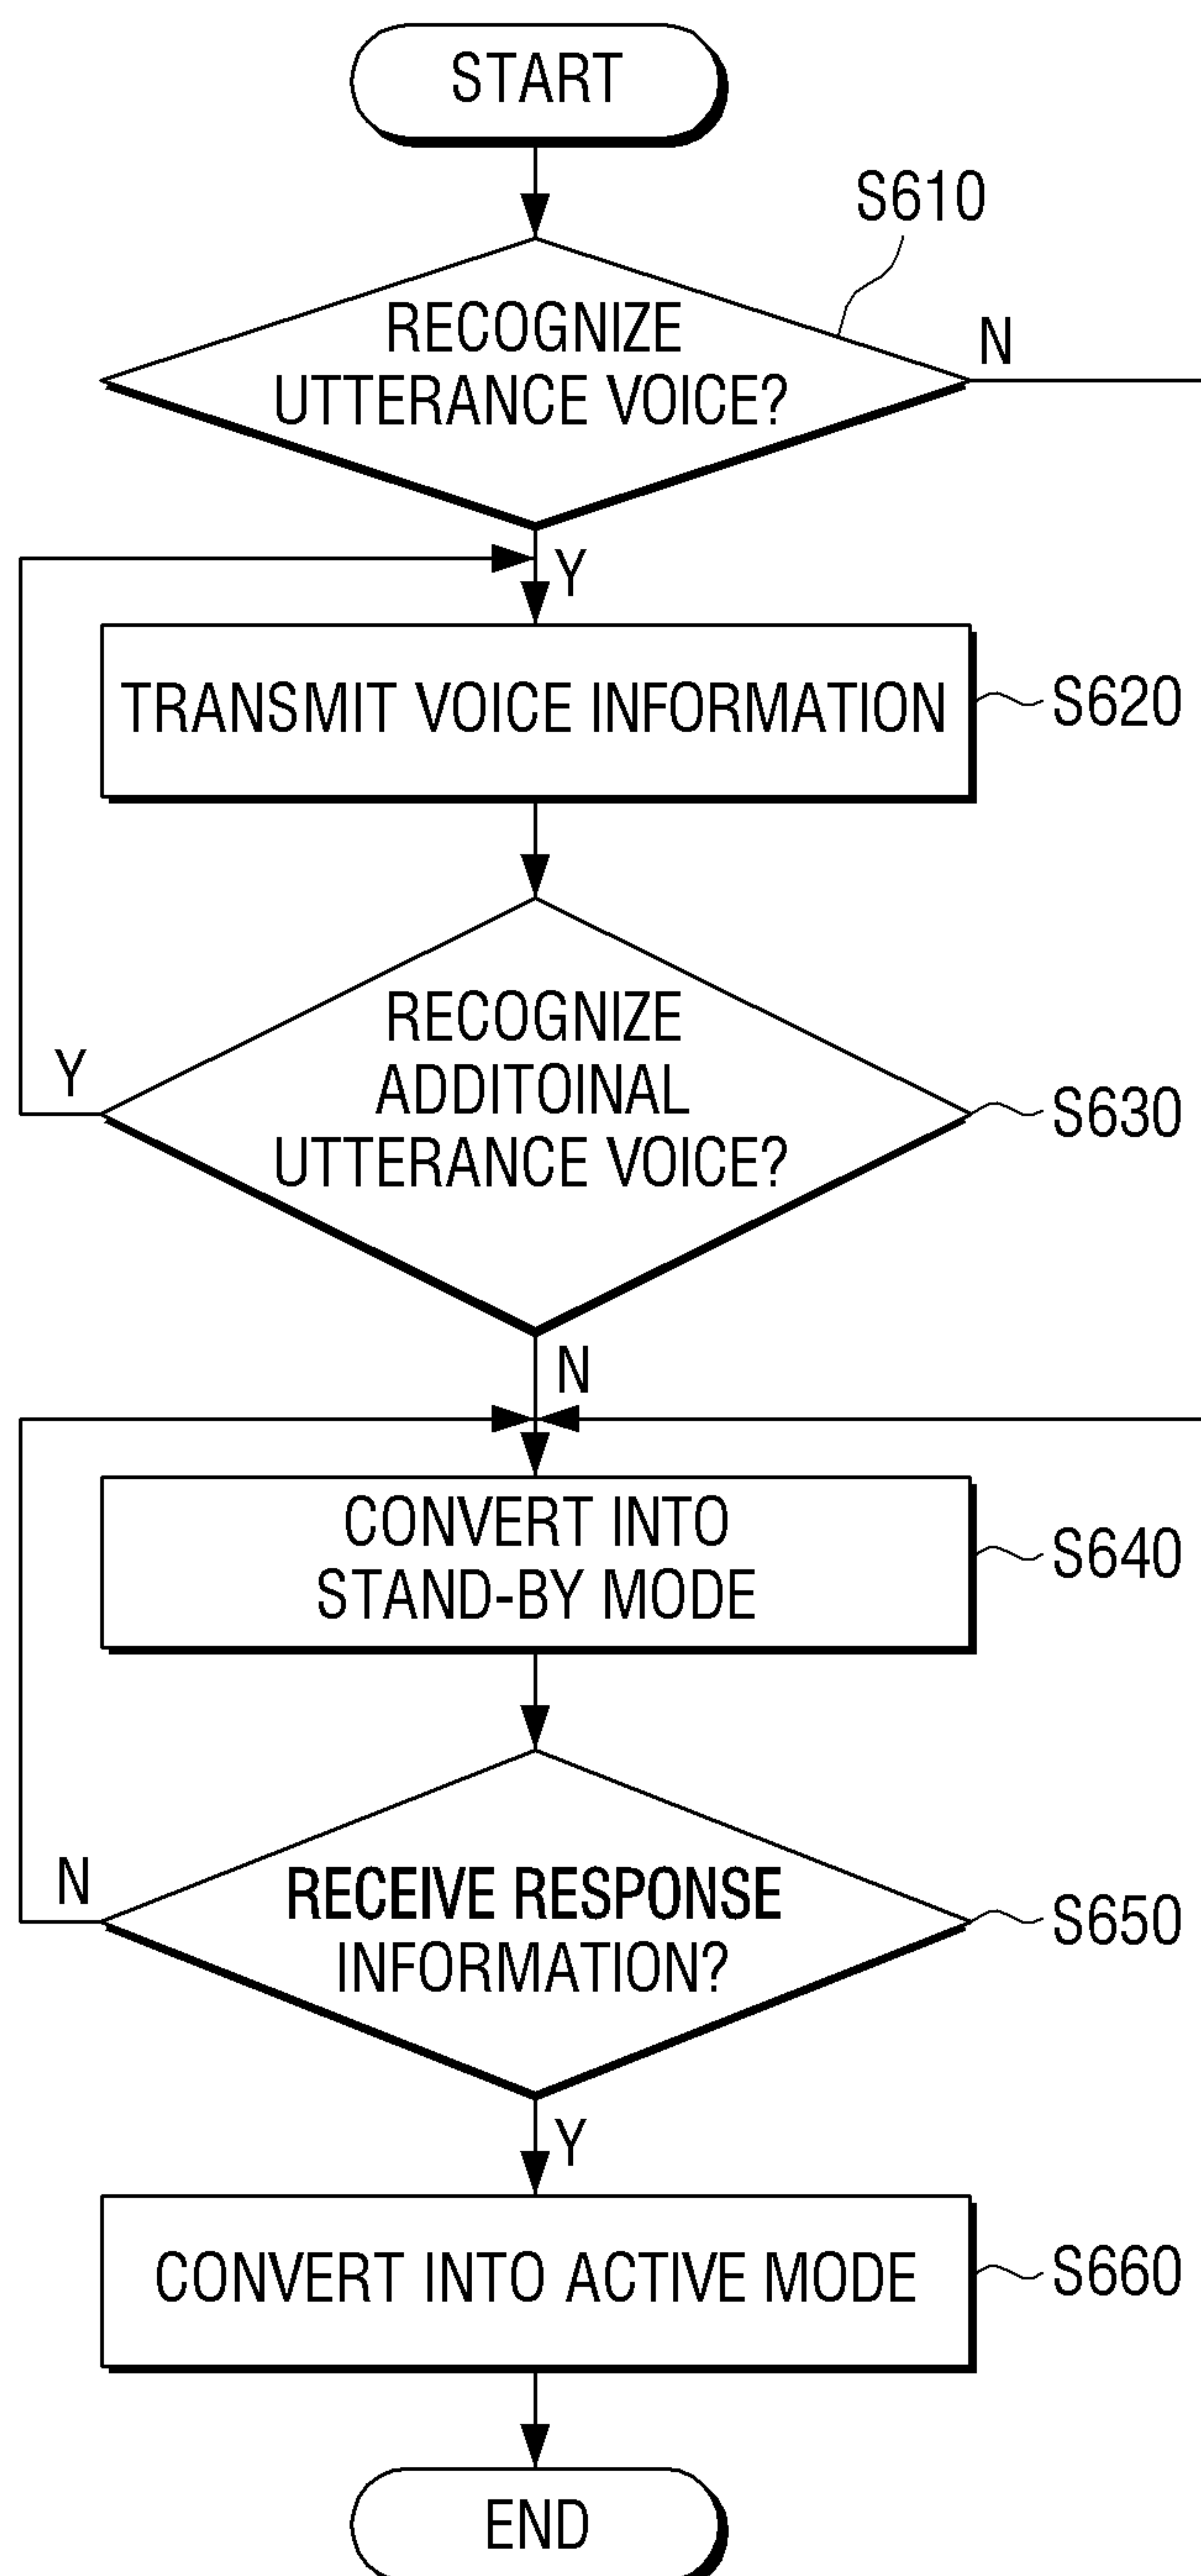 START
S610
RECOGNIZE
UTTERANCE VOICE?
N
Y
TRANSMIT VOICE INFORMATION
S620
RECOGNIZE
ADDITOINAL
UTTERANCE VOICE?
Y
S630
N
CONVERT INTO
STAND-BY MODE
S640
RECEIVE RESPONSE
INFORMATION?
N
S650
Y
CONVERT INTO ACTIVE MODE
S660
END